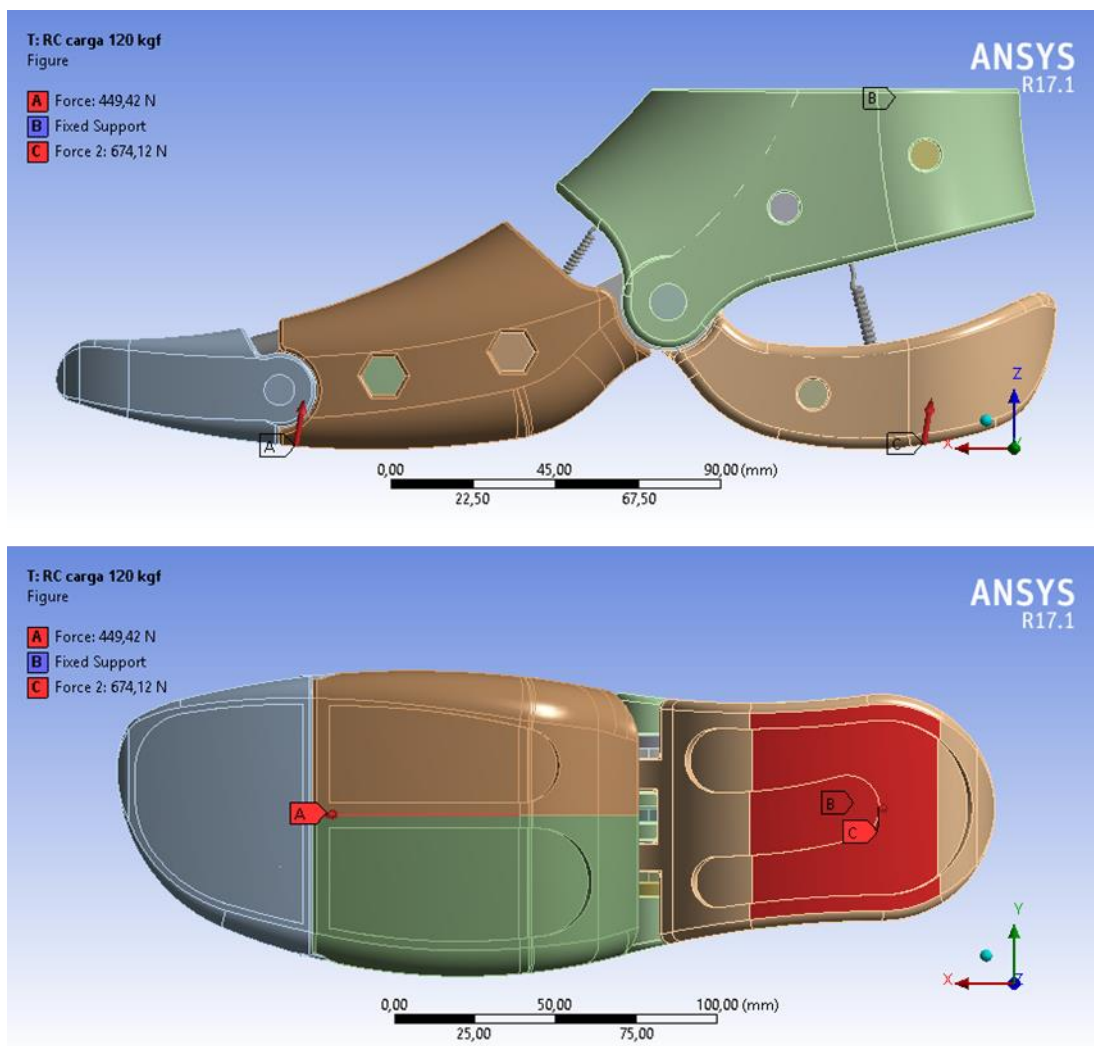 T: RC carga 120 kgf
Figure
A Force: 449,42 N
B Fixed Support
C Force 2: 674,12 N
ANSYS
R17.1
B
A
C
Z
X
Y
0,00 45,00 90,00 (mm)
22,50 67,50
T: RC carga 120 kgf
Figure
A Force: 449,42 N
B Fixed Support
C Force 2: 674,12 N
ANSYS
R17.1
A
B
C
Y
X
Z
0,00 50,00 100,00 (mm)
25,00 75,00